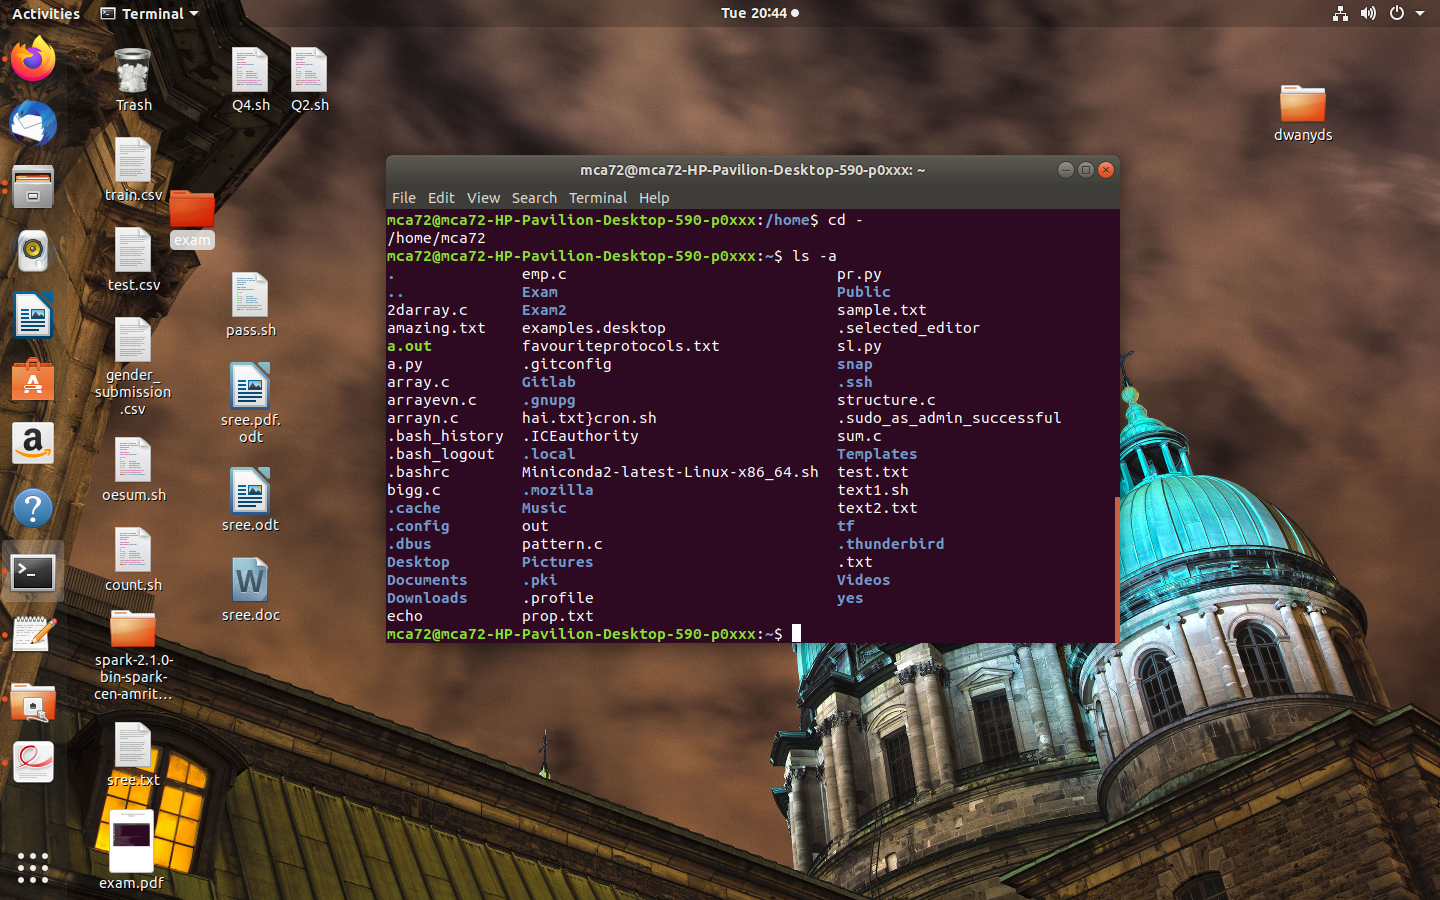 Activities Terminal Tue 20:44
Trash
Q4.sh Q2.sh
dwanyds
train.csv
exam
test.csv
pass.sh
gender_
submission
.csv
sree.pdf.
odt
oesum.sh
sree.odt
count.sh
sree.doc
spark-2.1.0-
bin-spark-
cen-amrit...
sree.txt
exam.pdf
mca72@mca72-HP-Pavilion-Desktop-590-p0xxx: ~
File Edit View Search Terminal Help
mca72@mca72-HP-Pavilion-Desktop-590-p0xxx:/home$ cd -
/home/mca72
mca72@mca72-HP-Pavilion-Desktop-590-p0xxx:~$ ls -a
. emp.c pr.py
.. Exam Public
2darray.c Exam2 sample.txt
amazing.txt examples.desktop .selected_editor
a.out favouriteprotocols.txt sl.py
a.py .gitconfig snap
array.c Gitlab .ssh
arrayevn.c .gnupg structure.c
arrayn.c hai.txt}cron.sh .sudo_as_admin_successful
.bash_history .ICEauthority sum.c
.bash_logout .local Templates
.bashrc Miniconda2-latest-Linux-x86_64.sh test.txt
bigg.c .mozilla text1.sh
.cache Music text2.txt
.config out tf
.dbus pattern.c .thunderbird
Desktop Pictures .txt
Documents .pki Videos
Downloads .profile yes
echo prop.txt
mca72@mca72-HP-Pavilion-Desktop-590-p0xxx:~$